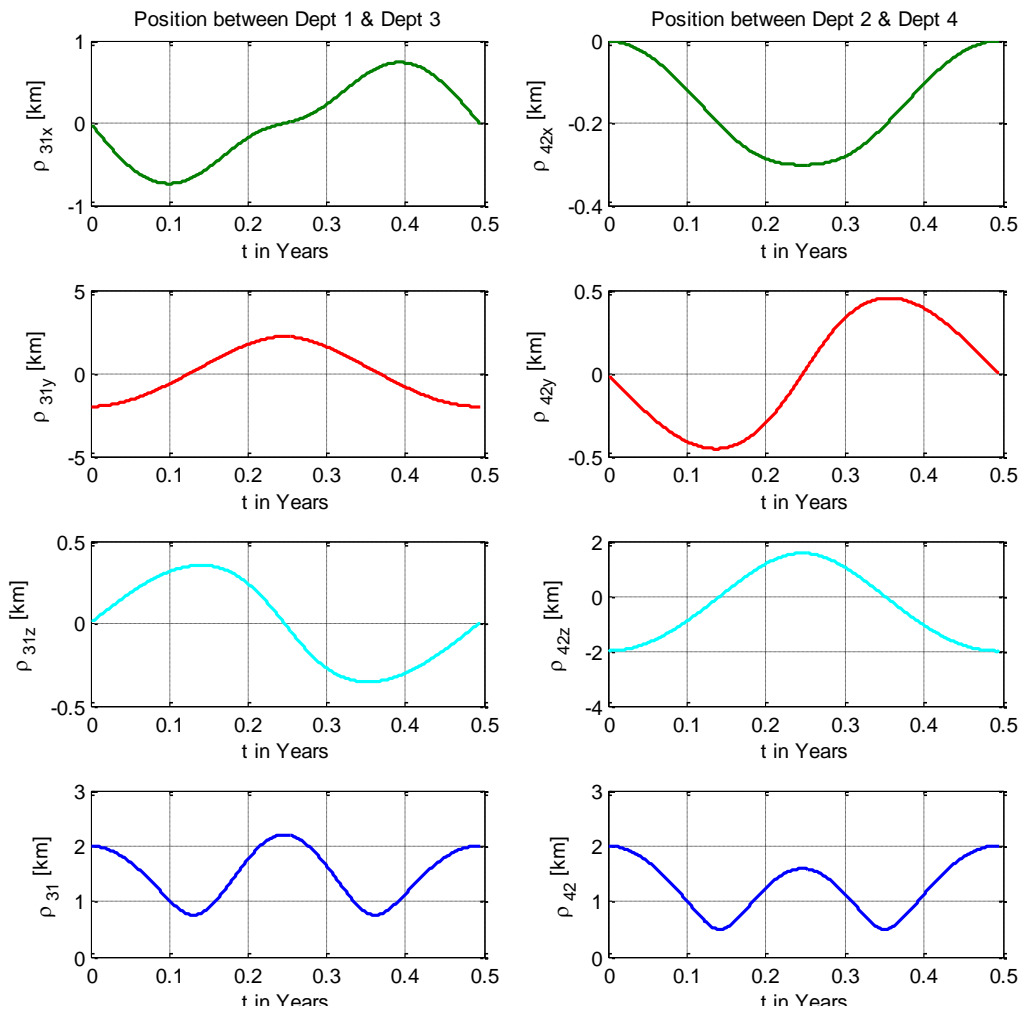 Position between Dept 1 & Dept 3
1
0
-1
ρ 31x [km]
0 0.1 0.2 0.3 0.4 0.5
t in Years
Position between Dept 2 & Dept 4
0
-0.2
-0.4
ρ 42x [km]
0 0.1 0.2 0.3 0.4 0.5
t in Years
5
0
-5
ρ 31y [km]
0 0.1 0.2 0.3 0.4 0.5
t in Years
0.5
0
-0.5
ρ 42y [km]
0 0.1 0.2 0.3 0.4 0.5
t in Years
0.5
0
-0.5
ρ 31z [km]
0 0.1 0.2 0.3 0.4 0.5
t in Years
2
0
-2
-4
ρ 42z [km]
0 0.1 0.2 0.3 0.4 0.5
t in Years
3
2
1
0
ρ 31 [km]
0 0.1 0.2 0.3 0.4 0.5
t in Years
3
2
1
0
ρ 42 [km]
0 0.1 0.2 0.3 0.4 0.5
t in Years